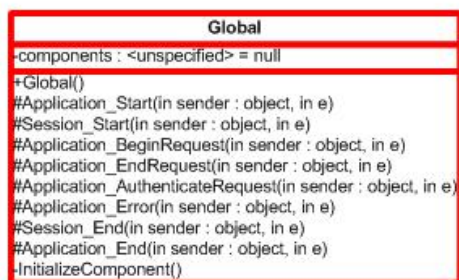 Global
-components : <unspecified> = null
+Global()
#Application_Start(in sender : object, in e)
#Session_Start(in sender : object, in e)
#Application_BeginRequest(in sender : object, in e)
#Application_EndRequest(in sender : object, in e)
#Application_AuthenticateRequest(in sender : object, in e)
#Application_Error(in sender : object, in e)
#Session_End(in sender : object, in e)
#Application_End(in sender : object, in e)
-InitializeComponent()